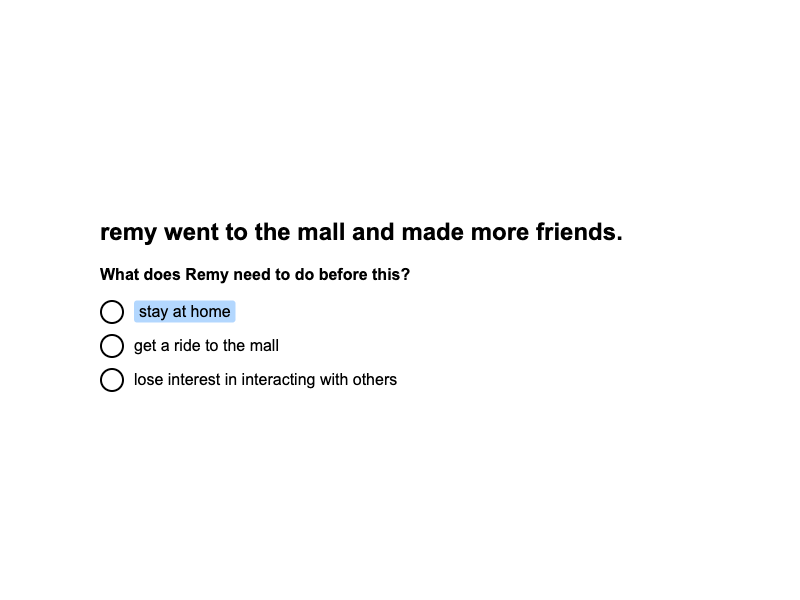 remy went to the mall and made more friends.
What does Remy need to do before this?
stay at home
get a ride to the mall
lose interest in interacting with others